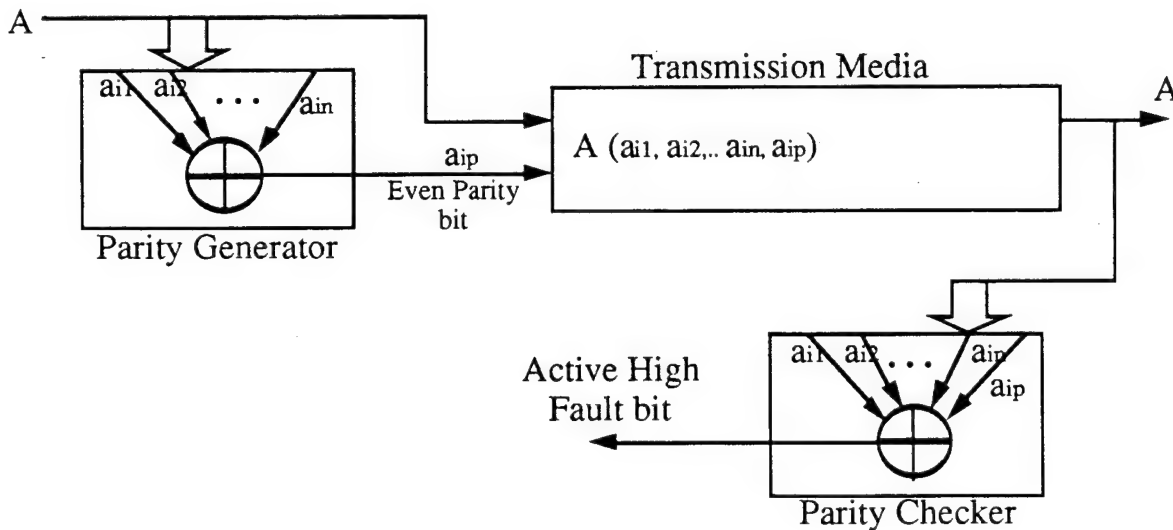 A
ai1 ai2 ... ain
aip
Even Parity
bit
Parity Generator
Transmission Media
A (ai1, ai2,.. ain, aip)
A
ai1 ai2 ... ain
aip
Active High
Fault bit
Parity Checker